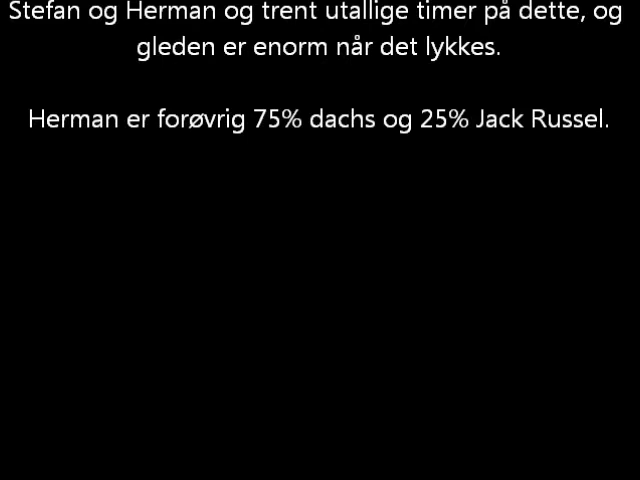 Stefan og Herman og trent utallige timer på dette, og
gleden er enorm når det lykkes.
Herman er forøvrig 75% dachs og 25% Jack Russel.